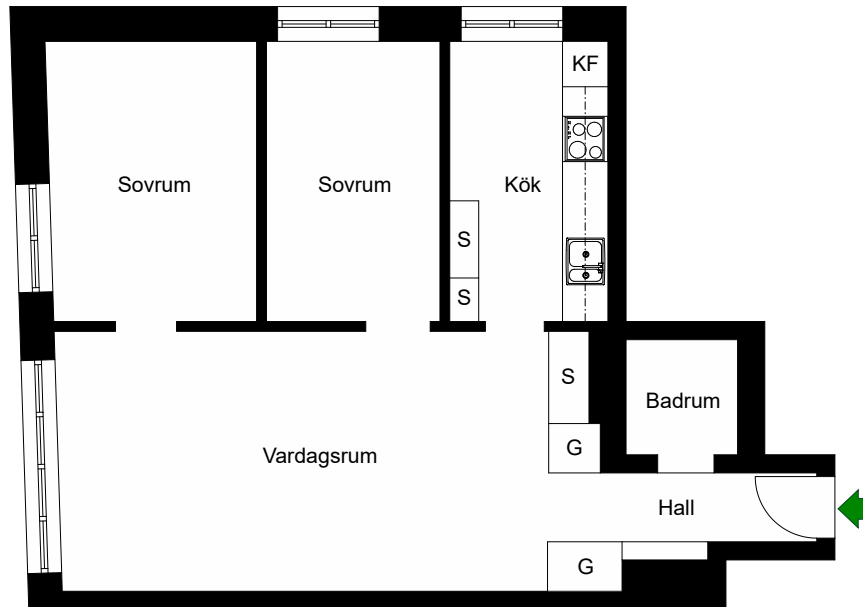 KF
Sovrum
Sovrum
Kök
S
S
S
Badrum
G
Vardagsrum
Hall
G